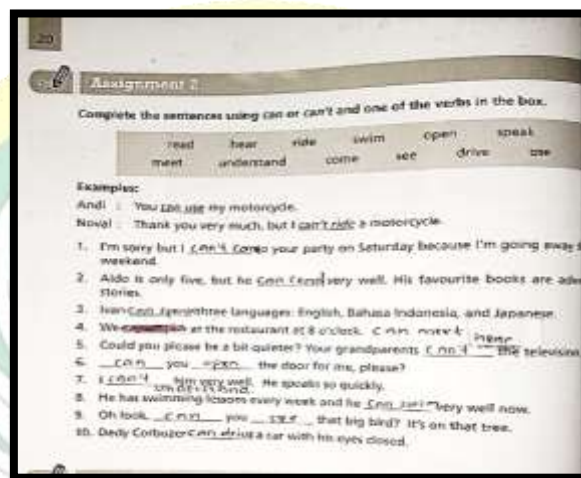 20
Assignment 2
Complete the sentences using can or can't and one of the verbs in the box.
read hear ride swim open speak
meet understand come see drive use
Examples:
Andi : You can use my motorcycle.
Noval : Thank you very much, but I can't ride a motorcycle.
1. I'm sorry but I can't come your party on Saturday because I'm going away
weekend.
2. Aldo is only five, but he can read very well. His favourite books are
stories.
3. Ivan can three languages: English, Bahasa Indonesia, and Japanese.
4. We at the restaurant at 8 o'clock. can meet
5. Could you please be a bit quieter? Your grandparents can't hear the television
6. can you open the door for me, please?
7. I can't understand him very well. He speaks so quickly.
8. He has swimming lessons every week and he can very well now.
9. Oh look, can you see that big bird? It's on that tree.
10. Dedy Corbuzer can drive a car with his eyes closed.